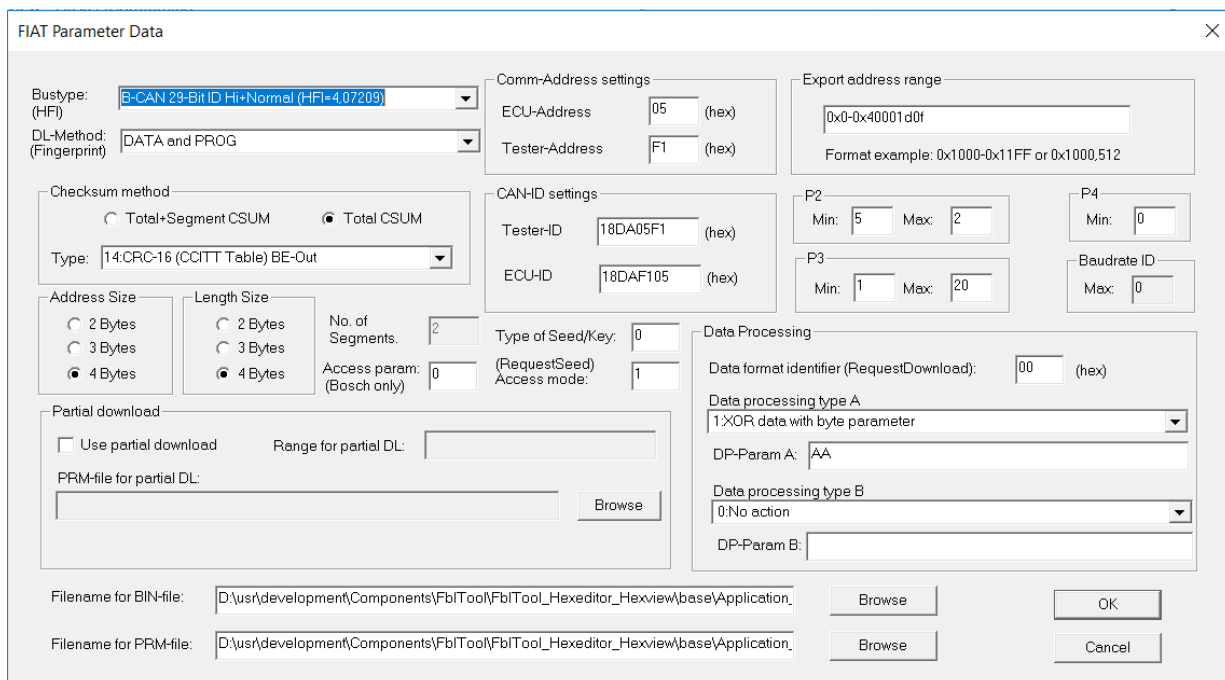 FIAT Parameter Data
Bustype:
(HFI)
B-CAN 29-Bit ID Hi+Normal (HFI=4,07209)
DL-Method:
(Fingerprint)
DATA and PROG
Comm-Address settings
ECU-Address 05 (hex)
Tester-Address F1 (hex)
Export address range
0x0-0x40001d0f
Format example: 0x1000-0x11FF or 0x1000,512
Checksum method
Total+Segment CSUM Total CSUM
Type: 14:CRC-16 (CCITT Table) BE-Out
CAN-ID settings
Tester-ID 18DA05F1 (hex)
ECU-ID 18DAF105 (hex)
P2
Min: 5 Max: 2
P4
Min: 0
P3
Min: 1 Max: 20
Baudrate ID
Max: 0
Address Size
2 Bytes
3 Bytes
4 Bytes
Length Size
2 Bytes
3 Bytes
4 Bytes
No. of
Segments.
2
Access param:
(Bosch only)
0
Type of Seed/Key: 0
(RequestSeed)
Access mode:
1
Data Processing
Data format identifier (RequestDownload): 00 (hex)
Data processing type A
1:XOR data with byte parameter
DP-Param A: AA
Data processing type B
0:No action
DP-Param B:
Partial download
Use partial download Range for partial DL:
PRM-file for partial DL:
Browse
Filename for BIN-file: D:\usr\development\Components\FblTool\FblTool_Hexeditor_Hexview\base\Application_ Browse OK
Filename for PRM-file: D:\usr\development\Components\FblTool\FblTool_Hexeditor_Hexview\base\Application_ Browse Cancel